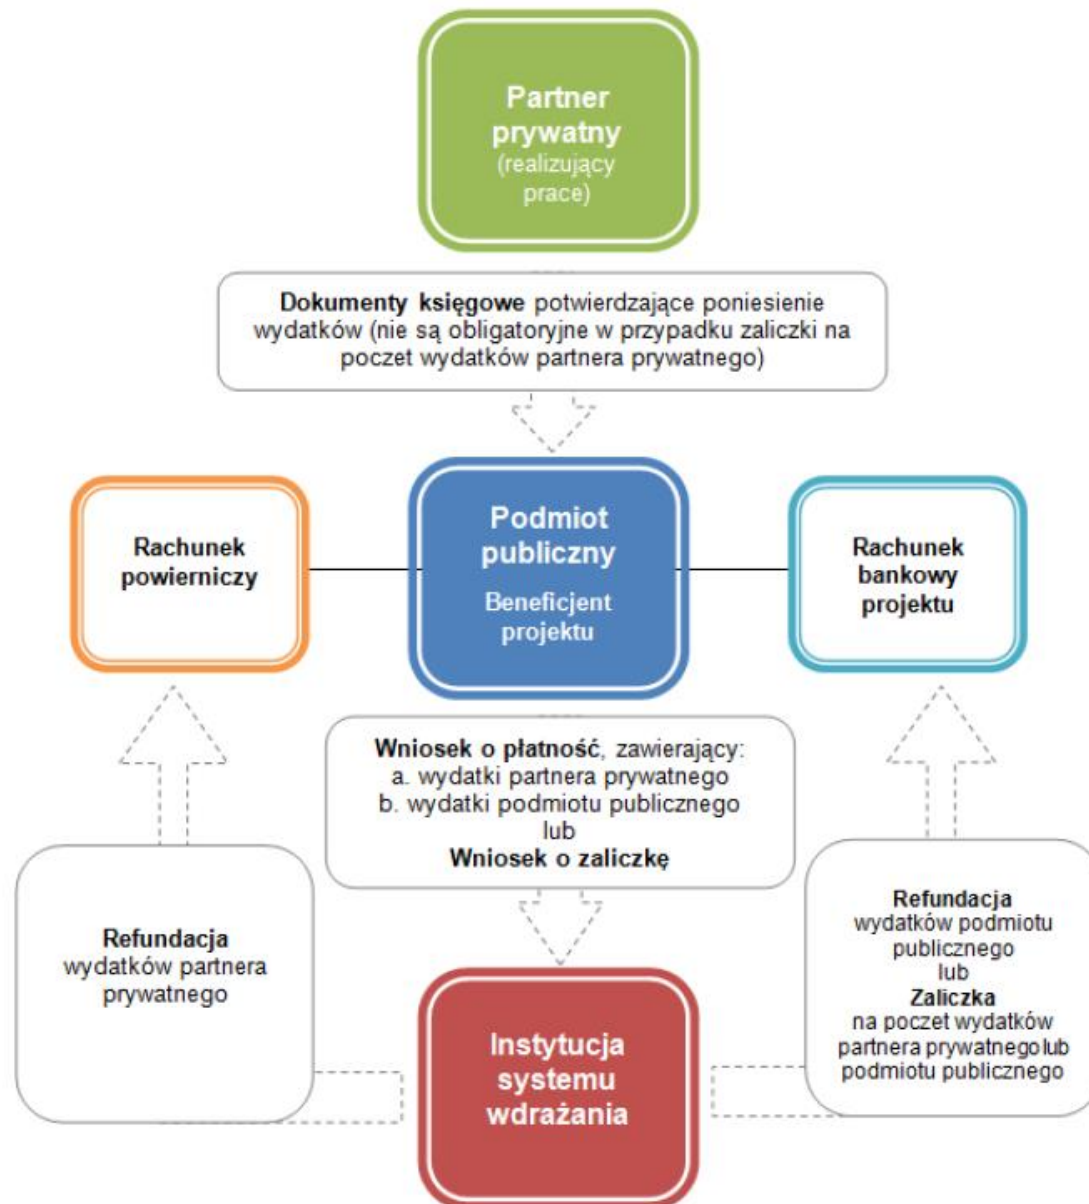 Partner
prywatny
(realizujący
prace)
Dokumenty księgowe potwierdzające poniesienie
wydatków (nie są obligatoryjne w przypadku zaliczki na
poczet wydatków partnera prywatnego)
Rachunek
powierniczy
Podmiot
publiczny
Beneficjent
projektu
Rachunek
bankowy
projektu
Wniosek o płatność, zawierający:
a. wydatki partnera prywatnego
b. wydatki podmiotu publicznego
lub
Wniosek o zaliczkę
Refundacja
wydatków partnera
prywatnego
Refundacja
wydatków podmiotu
publicznego
lub
Zaliczka
na poczet wydatków
partnera prywatnego lub
podmiotu publicznego
Instytucja
systemu
wdrażania